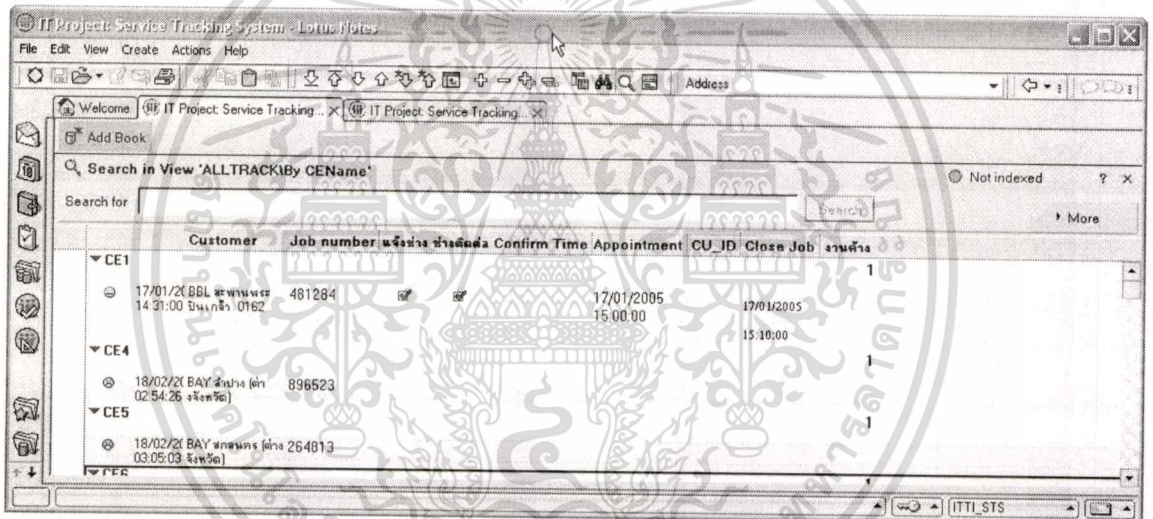 IT Project: Service Tracking System - Lotus Notes
File Edit View Create Actions Help
Address
Welcome IT Project: Service Tracking... IT Project: Service Tracking...
Add Book
Search in View 'ALLTRACK\By CEName'
Not indexed ? X
Search for
Search
More
Customer Job number แจ้งช่าง ช่างติดต่อ Confirm Time Appointment CU_ID Close Job งานค้าง
CE1 1
17/01/2( BBL สะพานพระ 481284 17/01/2005 17/01/2005
14:31:00 ปิ่นเกล้า 0162 15:00:00
15:10:00
CE4 1
18/02/2( BAY ลำปาง (ต่า 896523
02:54:26 งจังหวัด)
CE5 1
18/02/2( BAY สกลนคร (ต่าง 264813
03:05:03 จังหวัด)
CE6 1
ITTI_STS